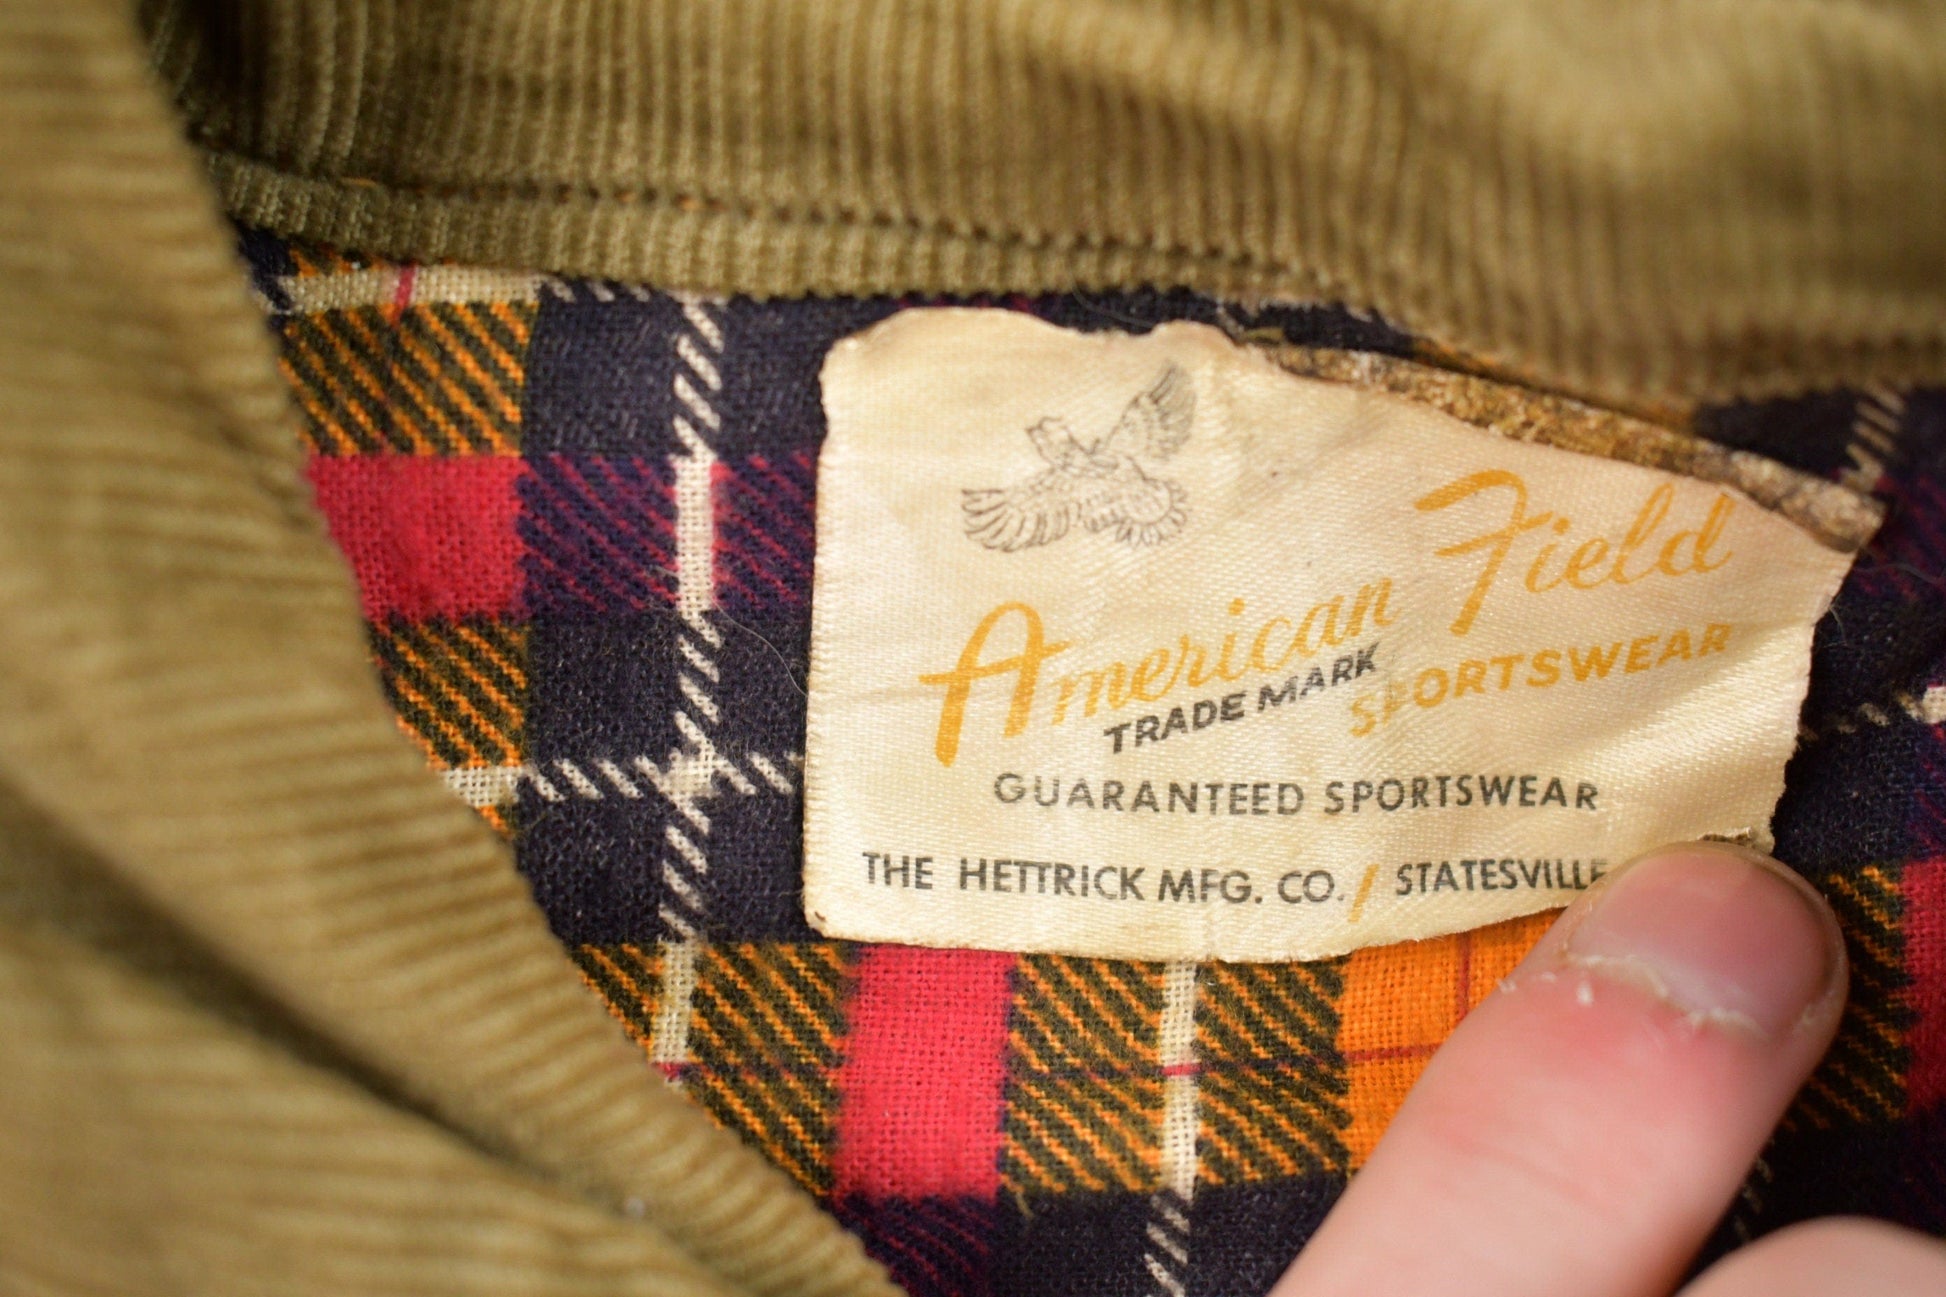 American Field
TRADE MARK
SPORTSWEAR
GUARANTEED SPORTSWEAR
THE HETTRICK MFG. CO. / STATESVILLE